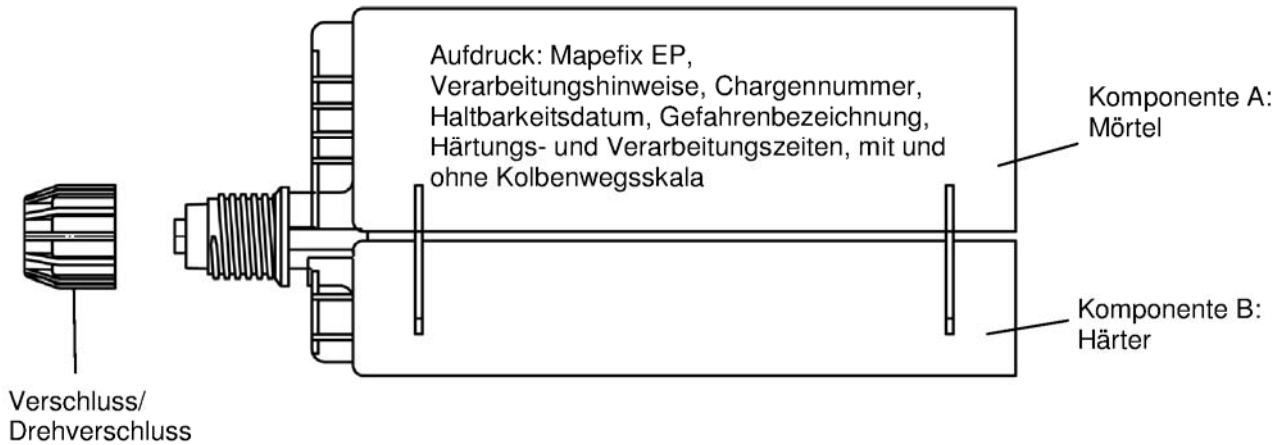 Aufdruck: Mapefix EP,
Verarbeitungshinweise, Chargennummer,
Haltbarkeitsdatum, Gefahrenbezeichnung,
Härtungs- und Verarbeitungszeiten, mit und
ohne Kolbenwegsskala
Komponente A:
Mörtel
Komponente B:
Härter
Verschluss/
Drehverschluss